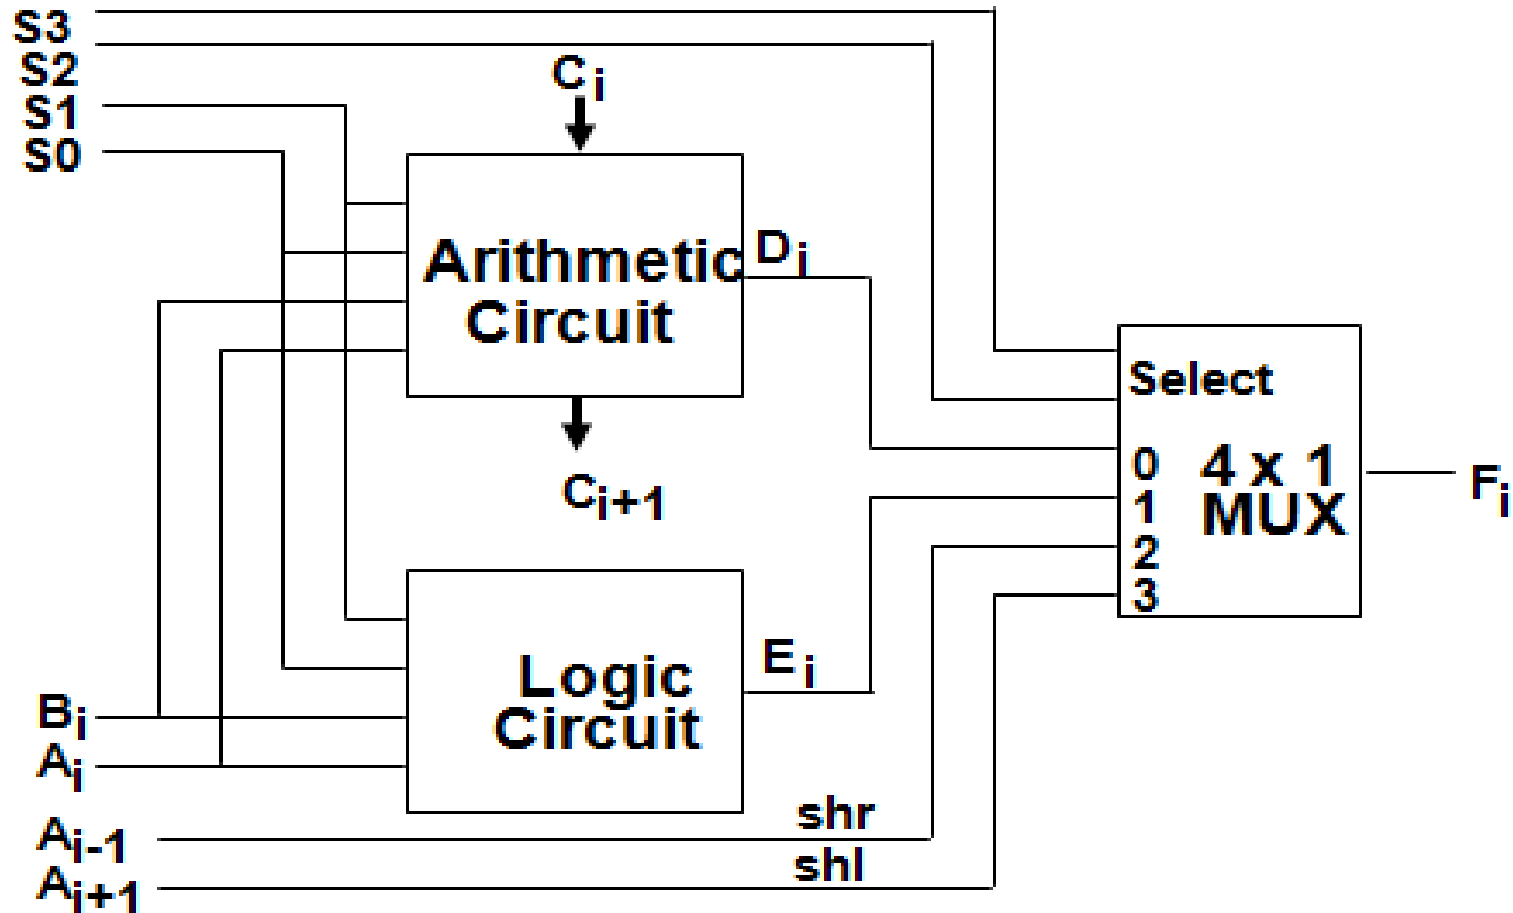 S3
S2
S1
S0
Ci
Arithmetic
Circuit
Di
Ci+1
Select
0
1
2
3
4 x 1
MUX
Fi
Logic
Circuit
Ei
Bi
Ai
Ai-1
shr
Ai+1
shl